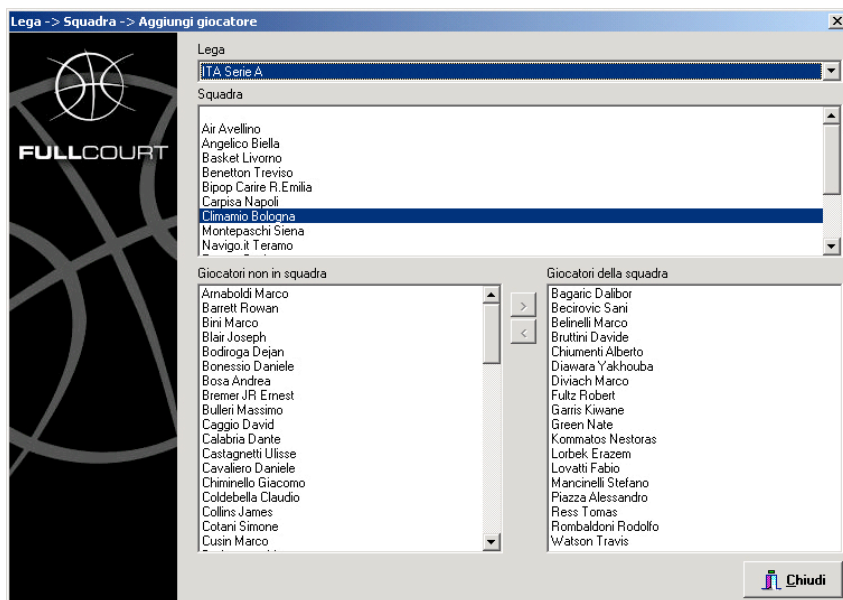 Lega -> Squadra -> Aggiungi giocatore
FULLCOURT
Lega
ITA Serie A
Squadra
Air Avellino
Angelico Biella
Basket Livorno
Benetton Treviso
Bipop Carire R.Emilia
Carpisa Napoli
Climamio Bologna
Montepaschi Siena
Navigo.it Teramo
Giocatori non in squadra
Arnaboldi Marco
Barrett Rowan
Bini Marco
Blair Joseph
Bodiroga Dejan
Bonessio Daniele
Bosa Andrea
Bremer JR Ernest
Bulleri Massimo
Caggio David
Calabria Dante
Castagnetti Ulisse
Cavaliero Daniele
Chiminello Giacomo
Coldebella Claudio
Collins James
Cotani Simone
Cusin Marco
>
<
Giocatori della squadra
Bagaric Dalibor
Becirovic Sani
Belinelli Marco
Bruttini Davide
Chiumenti Alberto
Diawara Yakhouba
Diviach Marco
Fultz Robert
Garris Kiwane
Green Nate
Kommatos Nestoras
Lorbek Erazem
Lovatti Fabio
Mancinelli Stefano
Piazza Alessandro
Ress Tomas
Rombaldoni Rodolfo
Watson Travis
Chiudi